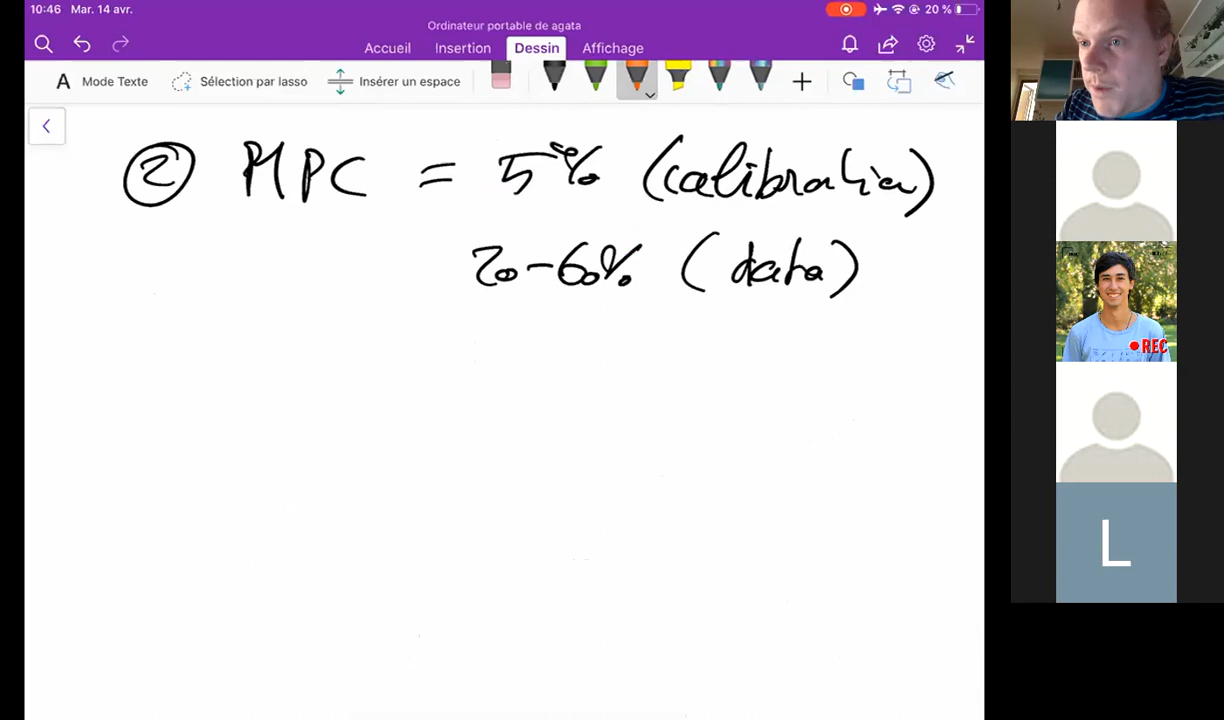 10:46 Mar. 14 avr.
20 %
Ordinateur portable de agata
Accueil Insertion Dessin Affichage
A Mode Texte Sélection par lasso Insérer un espace
② MPC = 5% (calibration)
20-60% (data)
REC
L